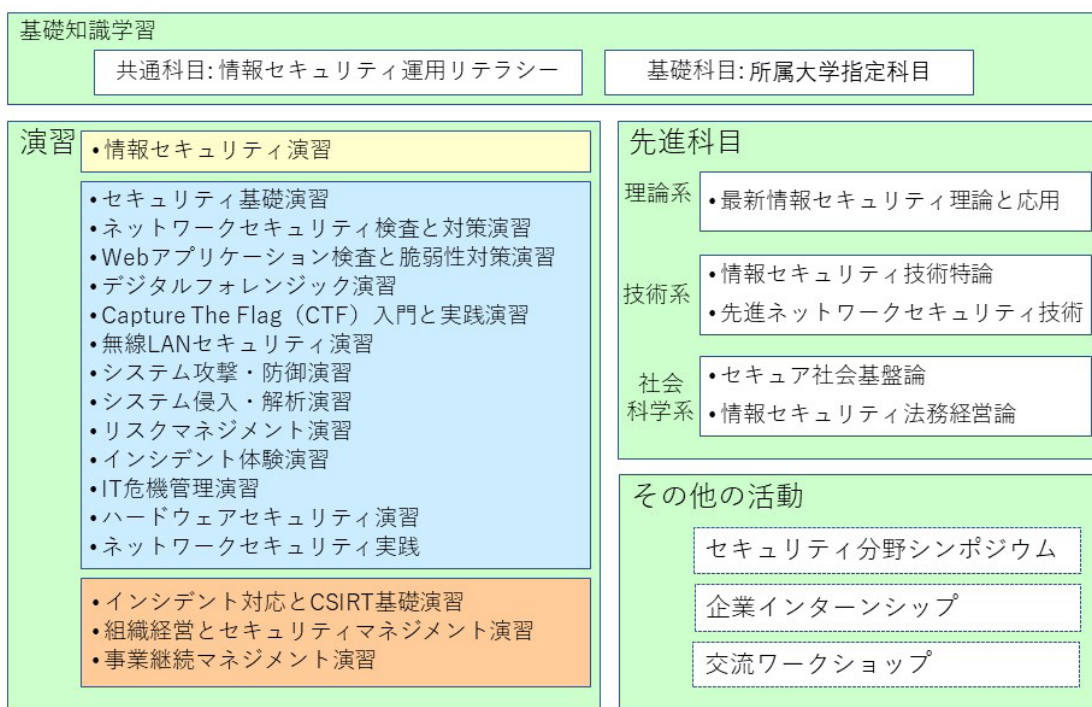 基礎知識学習
共通科目: 情報セキュリティ運用リテラシー
基礎科目: 所属大学指定科目
演習
•情報セキュリティ演習
•セキュリティ基礎演習
•ネットワークセキュリティ検査と対策演習
•Webアプリケーション検査と脆弱性対策演習
•デジタルフォレンジック演習
•Capture The Flag（CTF）入門と実践演習
•無線LANセキュリティ演習
•システム攻撃・防御演習
•システム侵入・解析演習
•リスクマネジメント演習
•インシデント体験演習
•IT危機管理演習
•ハードウェアセキュリティ演習
•ネットワークセキュリティ実践
•インシデント対応とCSIRT基礎演習
•組織経営とセキュリティマネジメント演習
•事業継続マネジメント演習
先進科目
理論系
•最新情報セキュリティ理論と応用
技術系
•情報セキュリティ技術特論
•先進ネットワークセキュリティ技術
社会
科学系
•セキュア社会基盤論
•情報セキュリティ法務経営論
その他の活動
セキュリティ分野シンポジウム
企業インターンシップ
交流ワークショップ